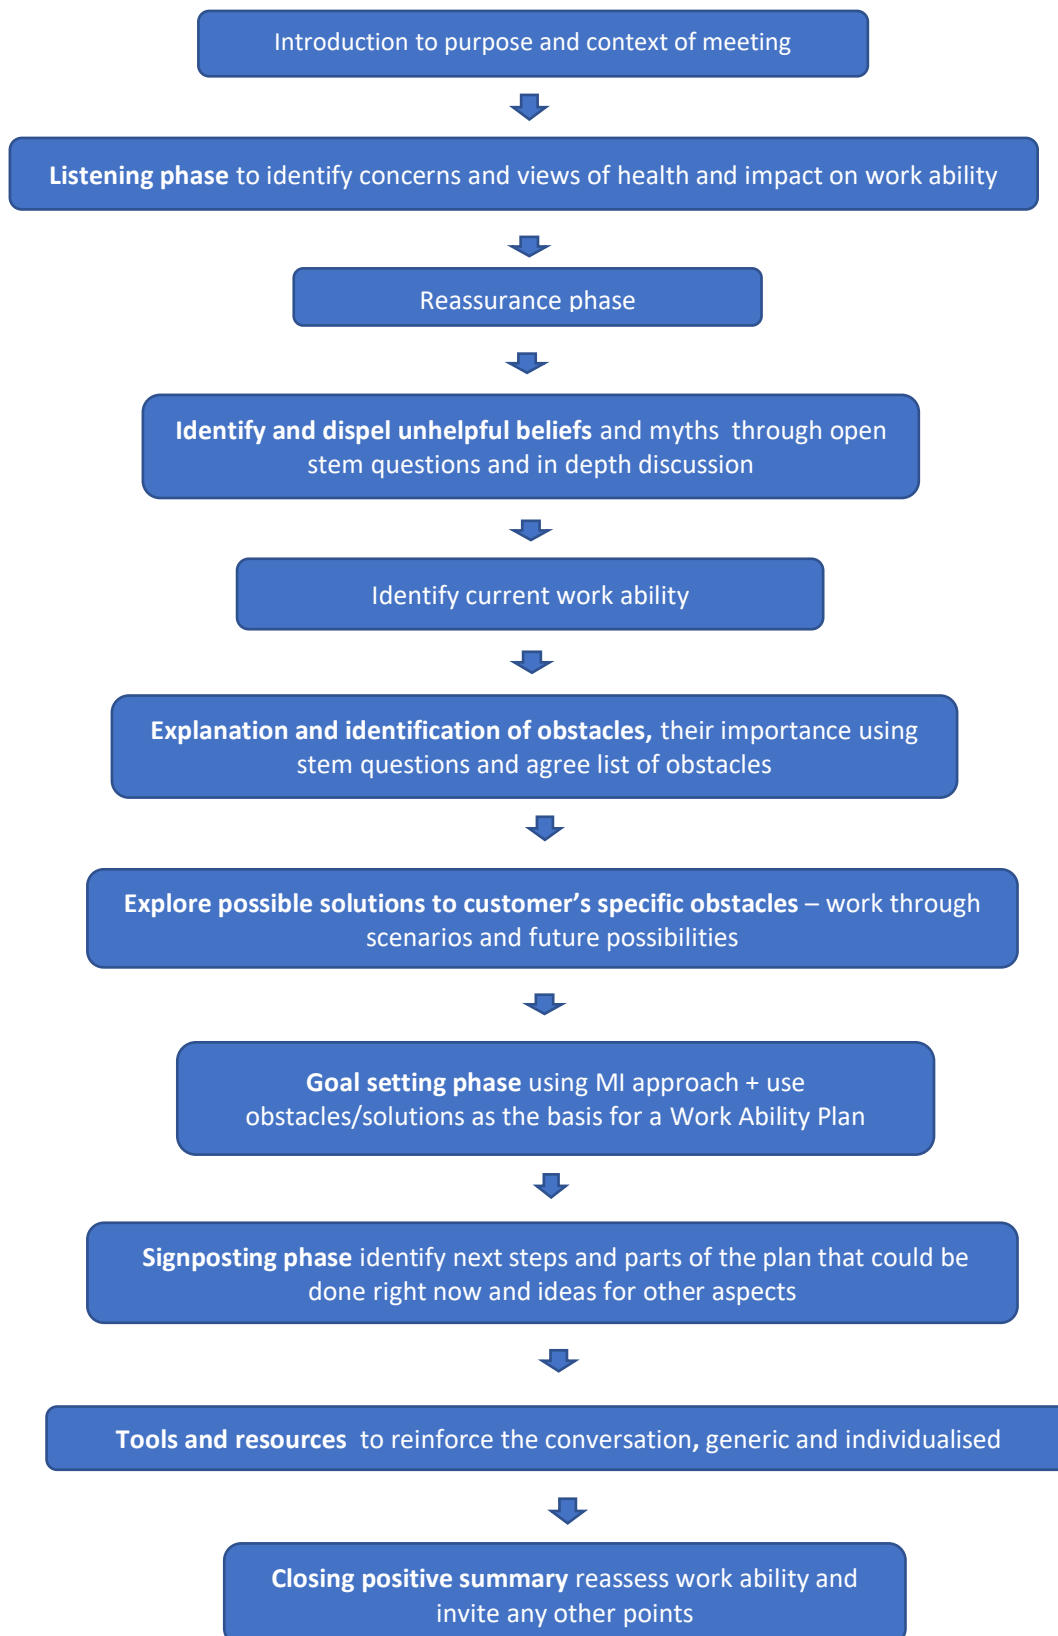 Introduction to purpose and context of meeting
Listening phase to identify concerns and views of health and impact on work ability
Reassurance phase
Identify and dispel unhelpful beliefs and myths through open
stem questions and in depth discussion
Identify current work ability
Explanation and identification of obstacles, their importance using
stem questions and agree list of obstacles
Explore possible solutions to customer’s specific obstacles – work through
scenarios and future possibilities
Goal setting phase using MI approach + use
obstacles/solutions as the basis for a Work Ability Plan
Signposting phase identify next steps and parts of the plan that could be
done right now and ideas for other aspects
Tools and resources to reinforce the conversation, generic and individualised
Closing positive summary reassess work ability and
invite any other points